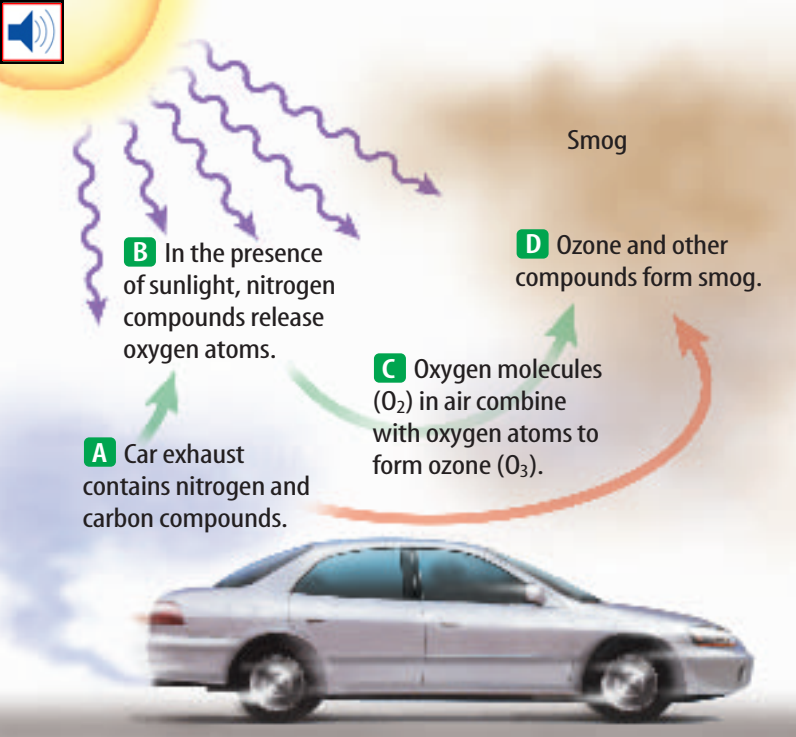 Smog
B In the presence
of sunlight, nitrogen
compounds release
oxygen atoms.
D Ozone and other
compounds form smog.
C Oxygen molecules
(O₂) in air combine
with oxygen atoms to
form ozone (O₃).
A Car exhaust
contains nitrogen and
carbon compounds.